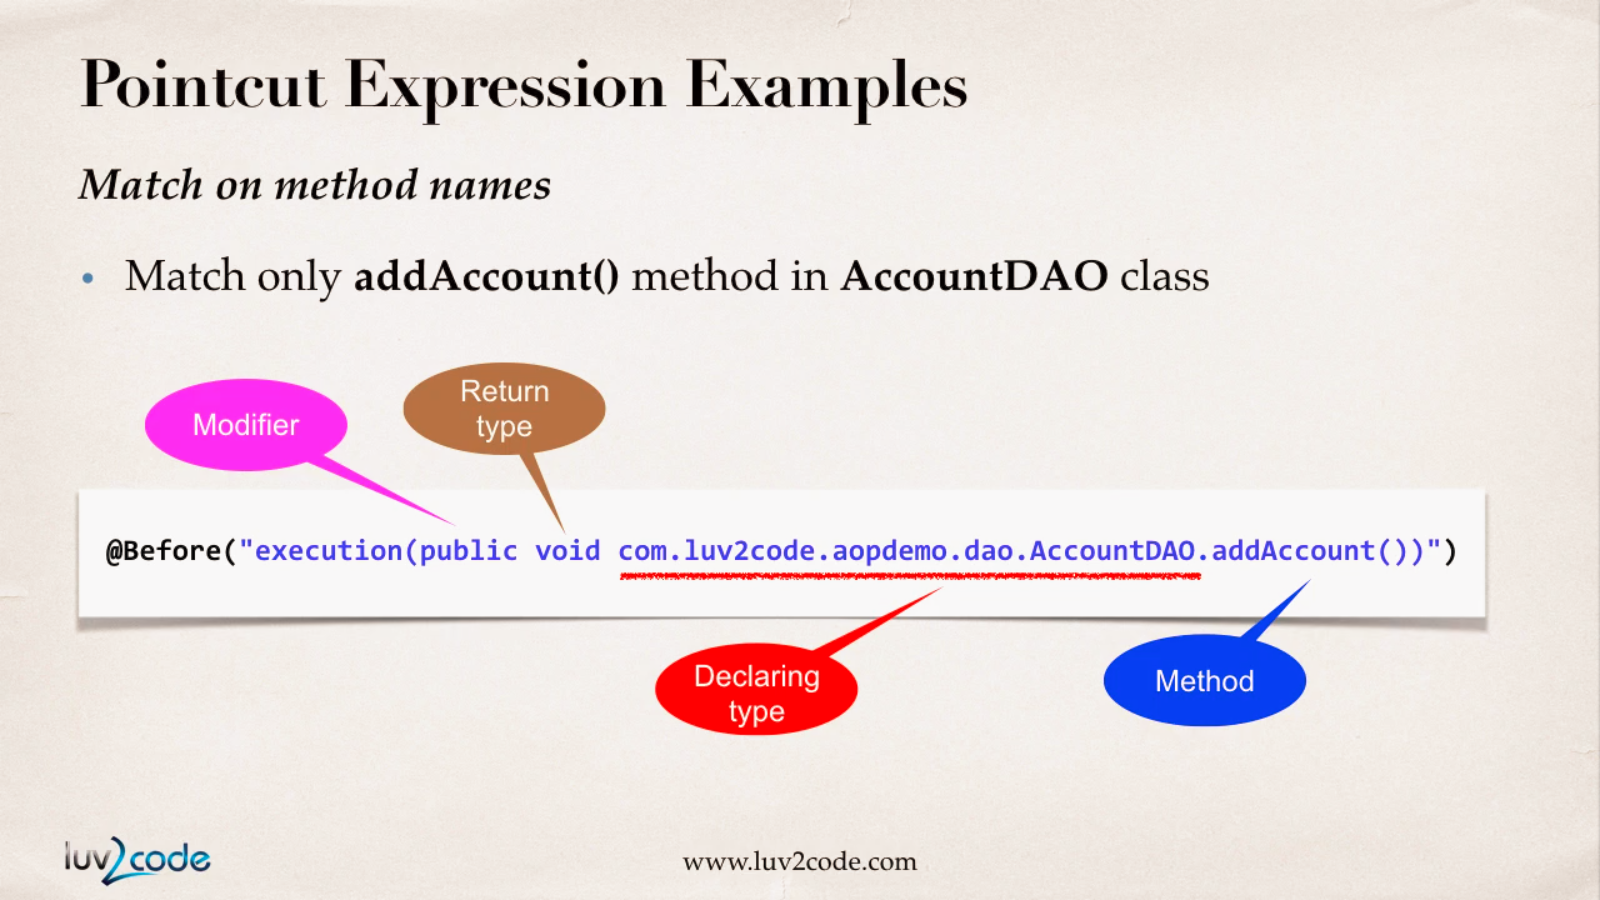 Pointcut Expression Examples
Match on method names
• Match only addAccount() method in AccountDAO class
Modifier
Return
type
@Before("execution(public void com.luv2code.aopdemo.dao.AccountDAO.addAccount())")
Declaring
type
Method
luv2code
www.luv2code.com